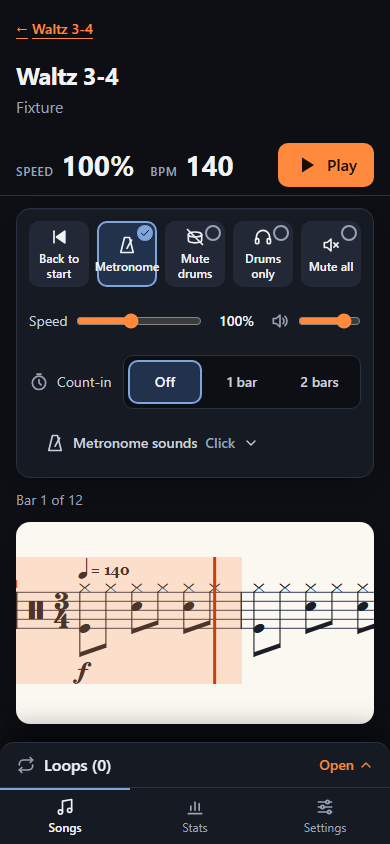 ← Waltz 3-4
Waltz 3-4
Fixture
SPEED 100% BPM 140
Play
Back to start
Metronome
Mute drums
Drums only
Mute all
Speed 100%
Count-in Off 1 bar 2 bars
Metronome sounds Click
Bar 1 of 12
= 140
3
4
f
Loops (0) Open
Songs Stats Settings